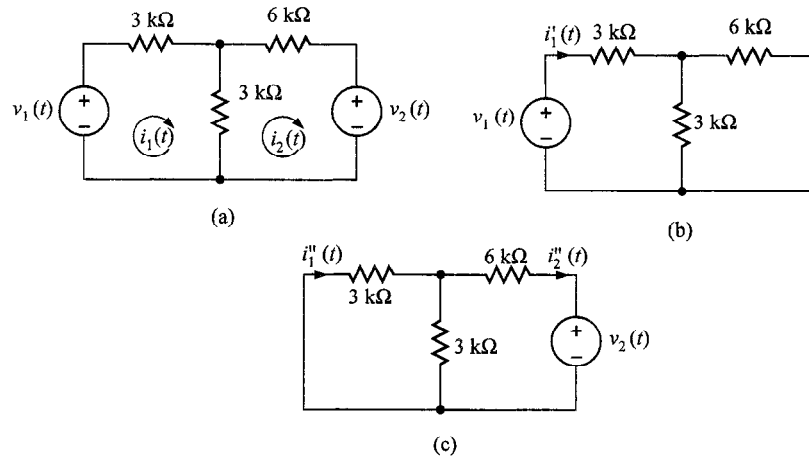 3 kΩ
6 kΩ
3 kΩ
+
−
v₁(t)
i₁(t)
i₂(t)
+
−
v₂(t)
(a)
i'₁(t)
3 kΩ
6 kΩ
+
−
v₁(t)
3 kΩ
(b)
i"₁(t)
6 kΩ
i"₂(t)
3 kΩ
3 kΩ
+
−
v₂(t)
(c)